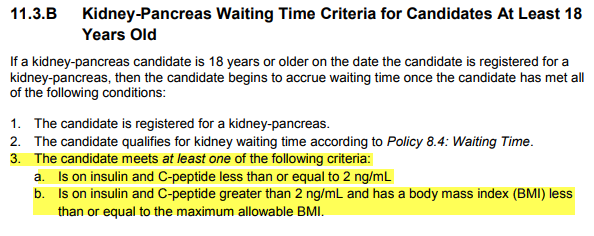 11.3.B Kidney-Pancreas Waiting Time Criteria for Candidates At Least 18
Years Old
If a kidney-pancreas candidate is 18 years or older on the date the candidate is registered for a
kidney-pancreas, then the candidate begins to accrue waiting time once the candidate has met all
of the following conditions:
1. The candidate is registered for a kidney-pancreas.
2. The candidate qualifies for kidney waiting time according to Policy 8.4: Waiting Time.
3. The candidate meets at least one of the following criteria:
a. Is on insulin and C-peptide less than or equal to 2 ng/mL
b. Is on insulin and C-peptide greater than 2 ng/mL and has a body mass index (BMI) less
than or equal to the maximum allowable BMI.